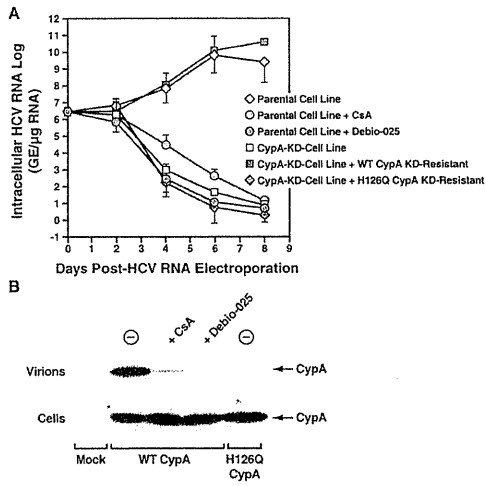 A
Intracellular HCV RNA Log
(GE/µg RNA)
12
11
10
9
8
7
6
5
4
3
2
1
0
-1
0 1 2 3 4 5 6 7 8 9
Days Post-HCV RNA Electroporation
Parental Cell Line
Parental Cell Line + CsA
Parental Cell Line + Debio-025
CypA-KD-Cell Line
CypA-KD-Cell Line + WT CypA KD-Resistant
CypA-KD-Cell Line + H126Q CypA KD-Resistant
B
− + CsA + Debio-025 −
Virions ← CypA
Cells ← CypA
Mock WT CypA H126Q
CypA